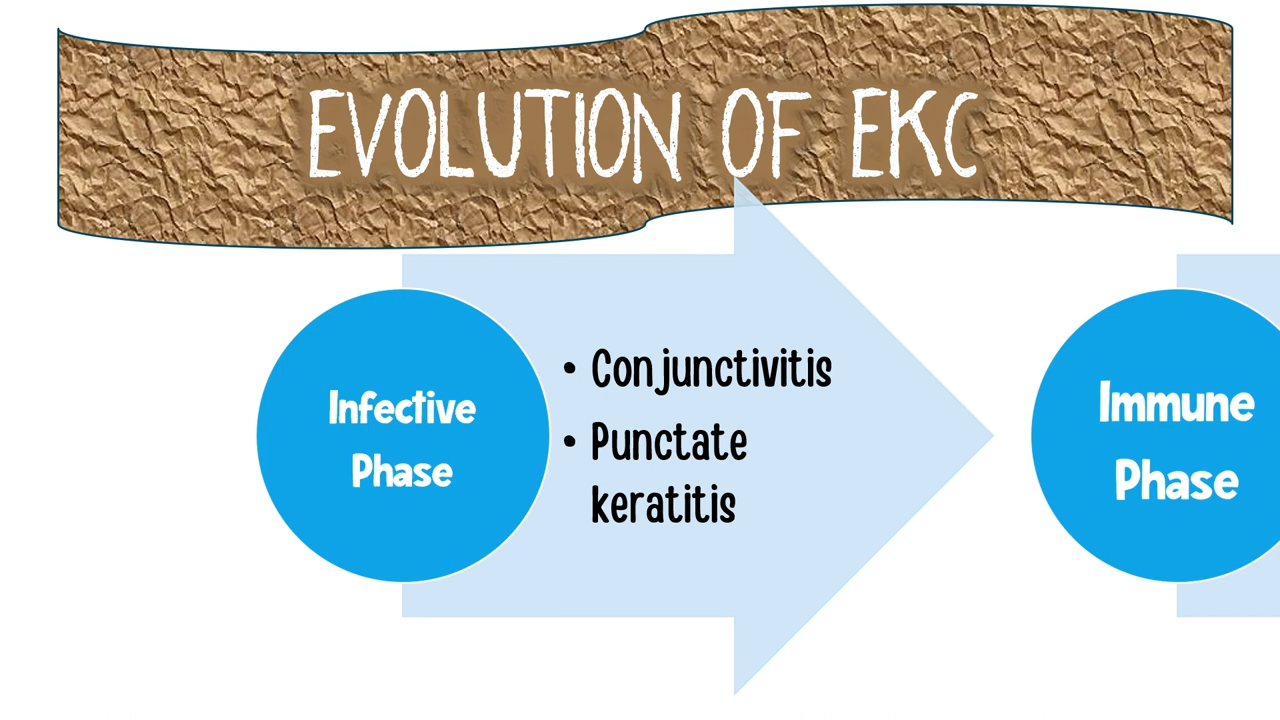 EVOLUTION OF EKC
Infective
Phase
• Conjunctivitis
• Punctate
keratitis
Immune
Phase